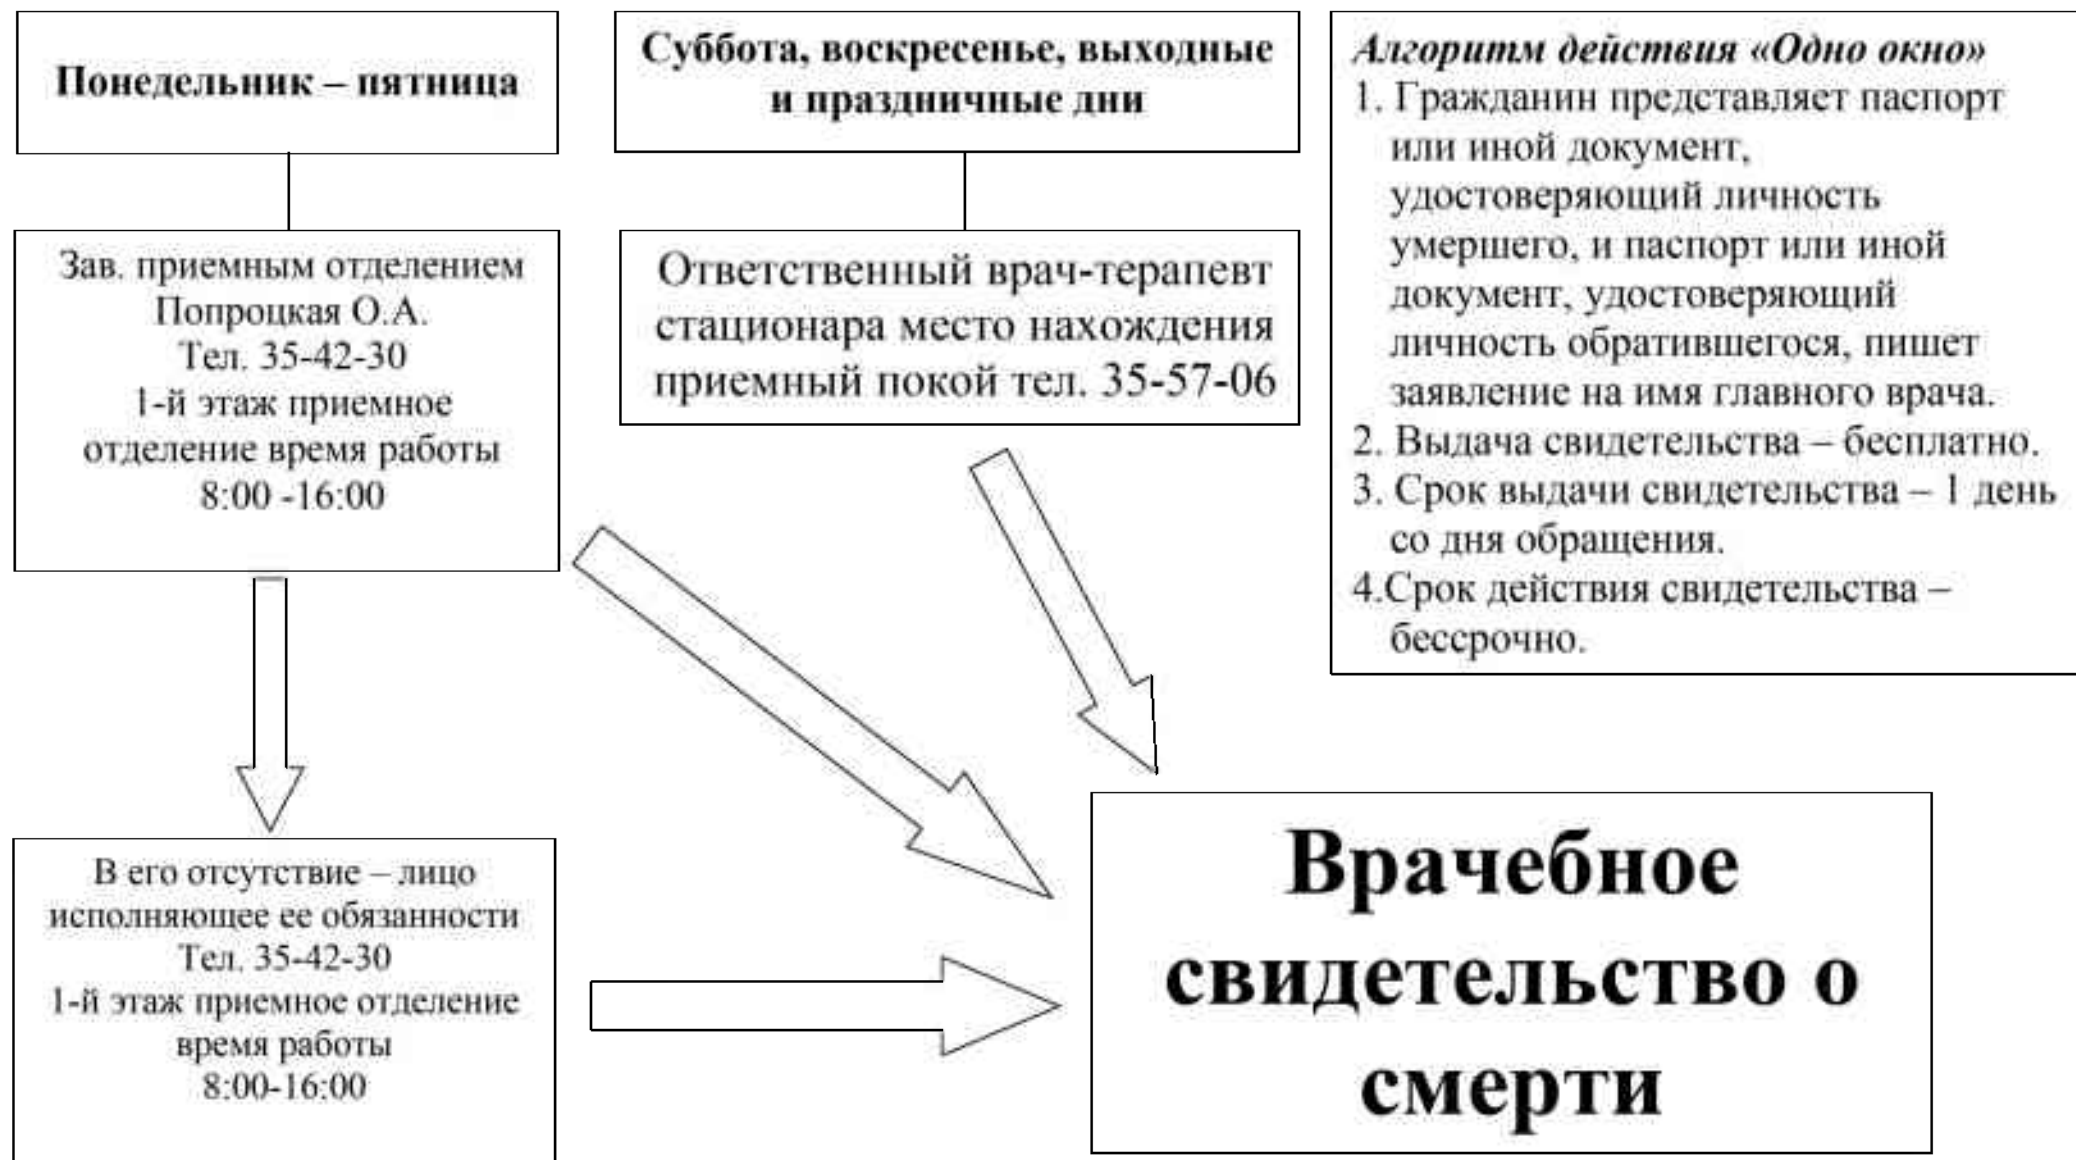 Понедельник – пятница
Суббота, воскресенье, выходные
и праздничные дни
Алгоритм действия «Одно окно»
1. Гражданин представляет паспорт
или иной документ,
удостоверяющий личность
умершего, и паспорт или иной
документ, удостоверяющий
личность обратившегося, пишет
заявление на имя главного врача.
2. Выдача свидетельства – бесплатно.
3. Срок выдачи свидетельства – 1 день
со дня обращения.
4.Срок действия свидетельства –
бессрочно.
Зав. приемным отделением
Попроцкая О.А.
Тел. 35-42-30
1-й этаж приемное
отделение время работы
8:00 -16:00
Ответственный врач-терапевт
стационара место нахождения
приемный покой тел. 35-57-06
В его отсутствие – лицо
исполняющее ее обязанности
Тел. 35-42-30
1-й этаж приемное отделение
время работы
8:00-16:00
Врачебное
свидетельство о
смерти